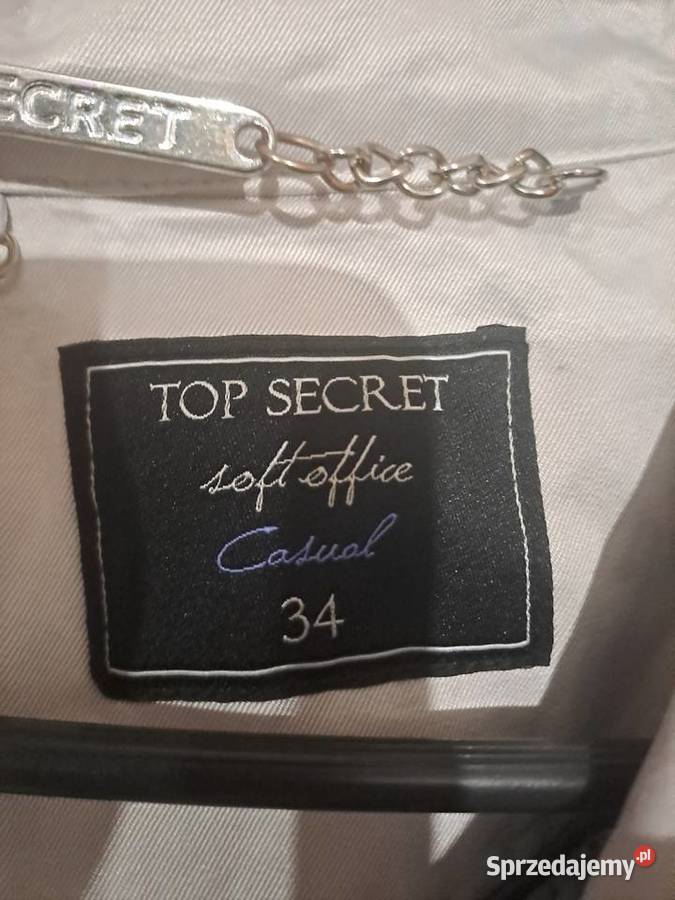 ECRET
TOP SECRET
soft office
Casual
34
Sprzedajemy.pl